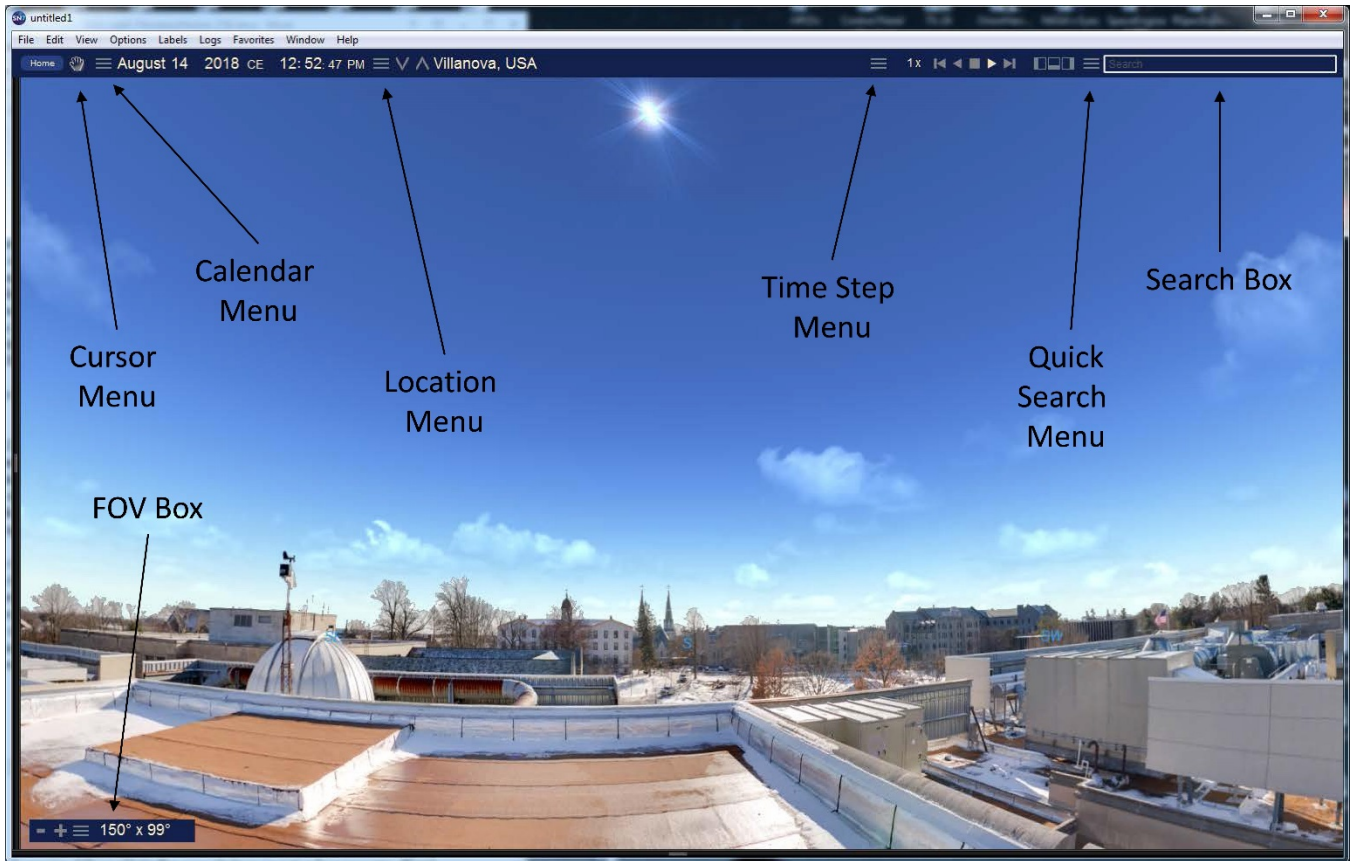 SN7 untitled1
File Edit View Options Labels Logs Favorites Window Help
Home August 14 2018 CE 12:52:47 PM Villanova, USA 1x Search
Calendar
Menu
Time Step
Menu
Search Box
Cursor
Menu
Location
Menu
Quick
Search
Menu
FOV Box
S
SW
150° x 99°